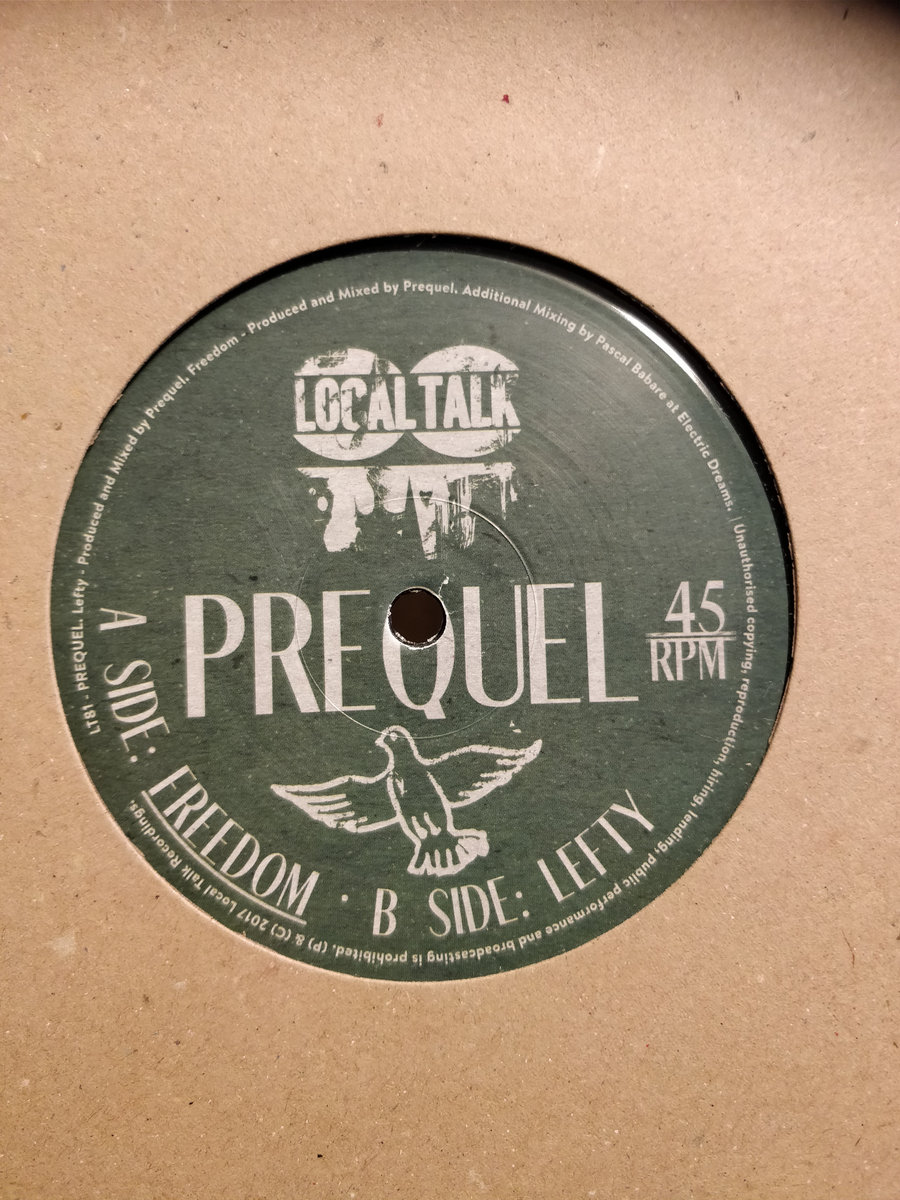 LOCAL TALK
PREQUEL
45
RPM
A SIDE: FREEDOM · B SIDE: LEFTY
LT81 - PREQUEL. Lefty - Produced and Mixed by Prequel. Freedom - Produced and Mixed by Prequel. Additional Mixing by Pascal Babare at Electric Dreams. | Unauthorised copying, reproduction, hiring, lending, public performance and broadcasting is prohibited. (P) & (C) 2017 Local Talk Recordings.